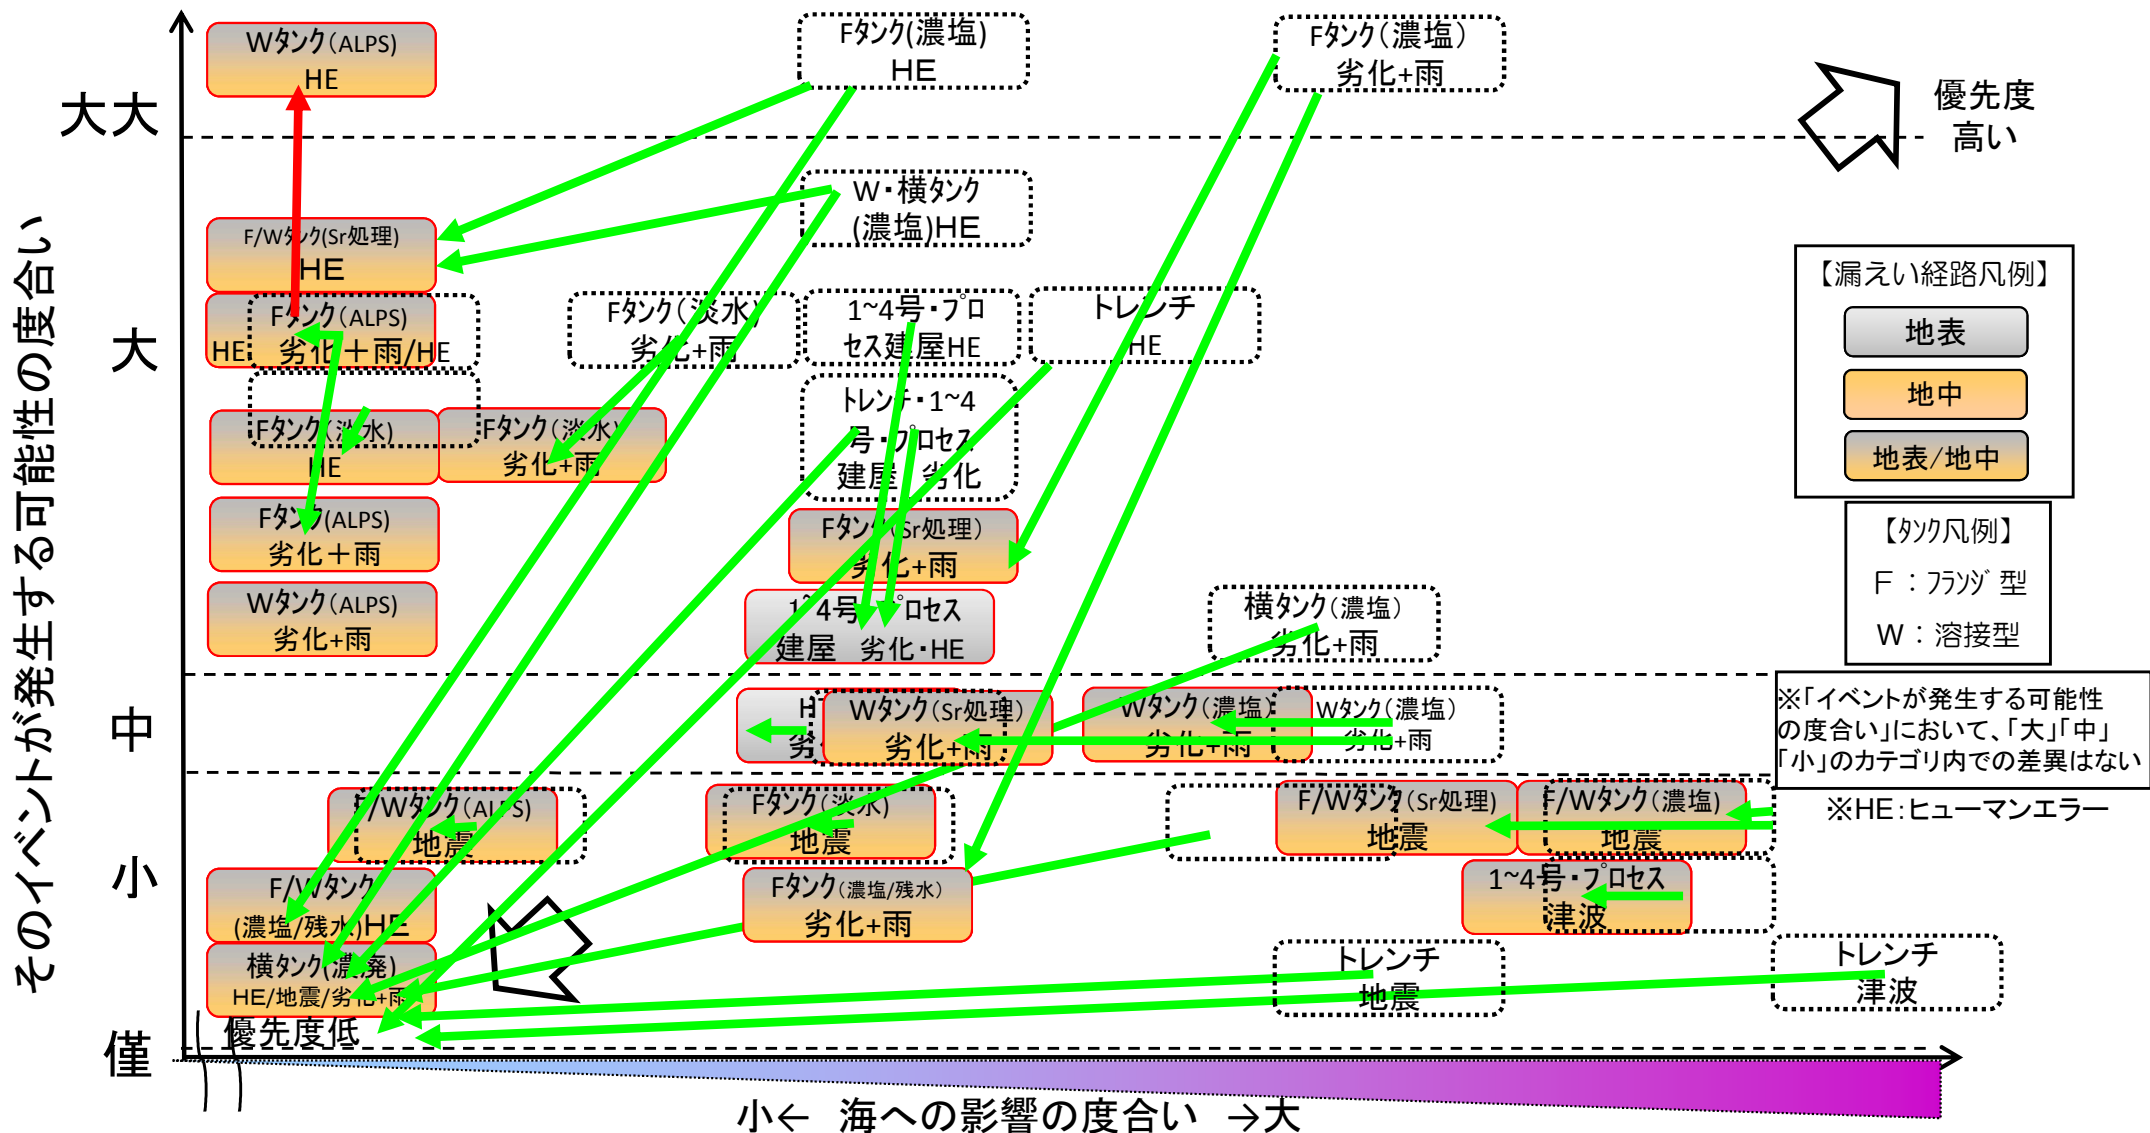 そのイベントが発生する可能性の度合い
大大
大
中
小
僅
Wタンク(ALPS)
HE
Fタンク(濃塩)
HE
Fタンク(濃塩)
劣化+雨
優先度
高い
W・横タンク
(濃塩)HE
F/Wタンク(Sr処理)
HE
HE
Fタンク(ALPS)
劣化＋雨/HE
Fタンク(淡水)
劣化+雨
1~4号・プロ
セス建屋HE
トレンチ
HE
トレンチ・1~4
号・プロセス
建屋 劣化
Fタンク(淡水)
HE
Fタンク(淡水)
劣化+雨
Fタンク(ALPS)
劣化＋雨
Fタンク(Sr処理)
劣化+雨
Wタンク(ALPS)
劣化+雨
1~4号・プロセス
建屋 劣化・HE
横タンク(濃塩)
劣化+雨
Wタンク(Sr処理)
劣化+雨
Wタンク(濃塩)
劣化+雨
Wタンク(濃塩)
劣化+雨
F/Wタンク(ALPS)
地震
Fタンク(淡水)
地震
F/Wタンク(Sr処理)
地震
F/Wタンク(濃塩)
地震
F/Wタンク
(濃塩/残水)HE
Fタンク(濃塩/残水)
劣化+雨
1~4号・プロセス
津波
横タンク(濃廃)
HE/地震/劣化+雨
トレンチ
地震
トレンチ
津波
優先度低
小← 海への影響の度合い →大
【漏えい経路凡例】
地表
地中
地表/地中
【タンク凡例】
F：フランジ型
W：溶接型
※「イベントが発生する可能性
の度合い」において、「大」「中」
「小」のカテゴリ内での差異はない
※HE:ヒューマンエラー